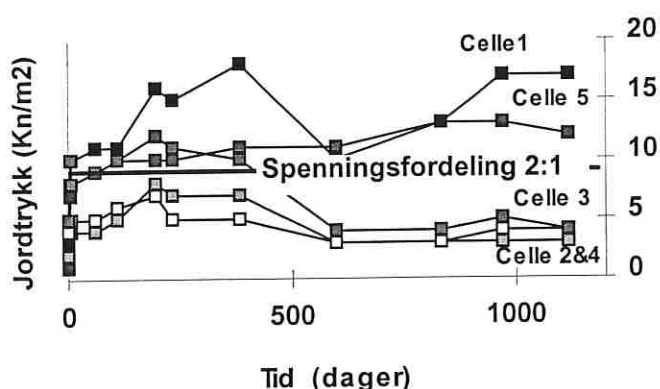 20
Celle1
15
Celle 5
10
Spenningsfordeling 2:1
Celle 3
5
Celle 2&4
0
Jordtrykk (Kn/m2)
0
500
1000
Tid (dager)